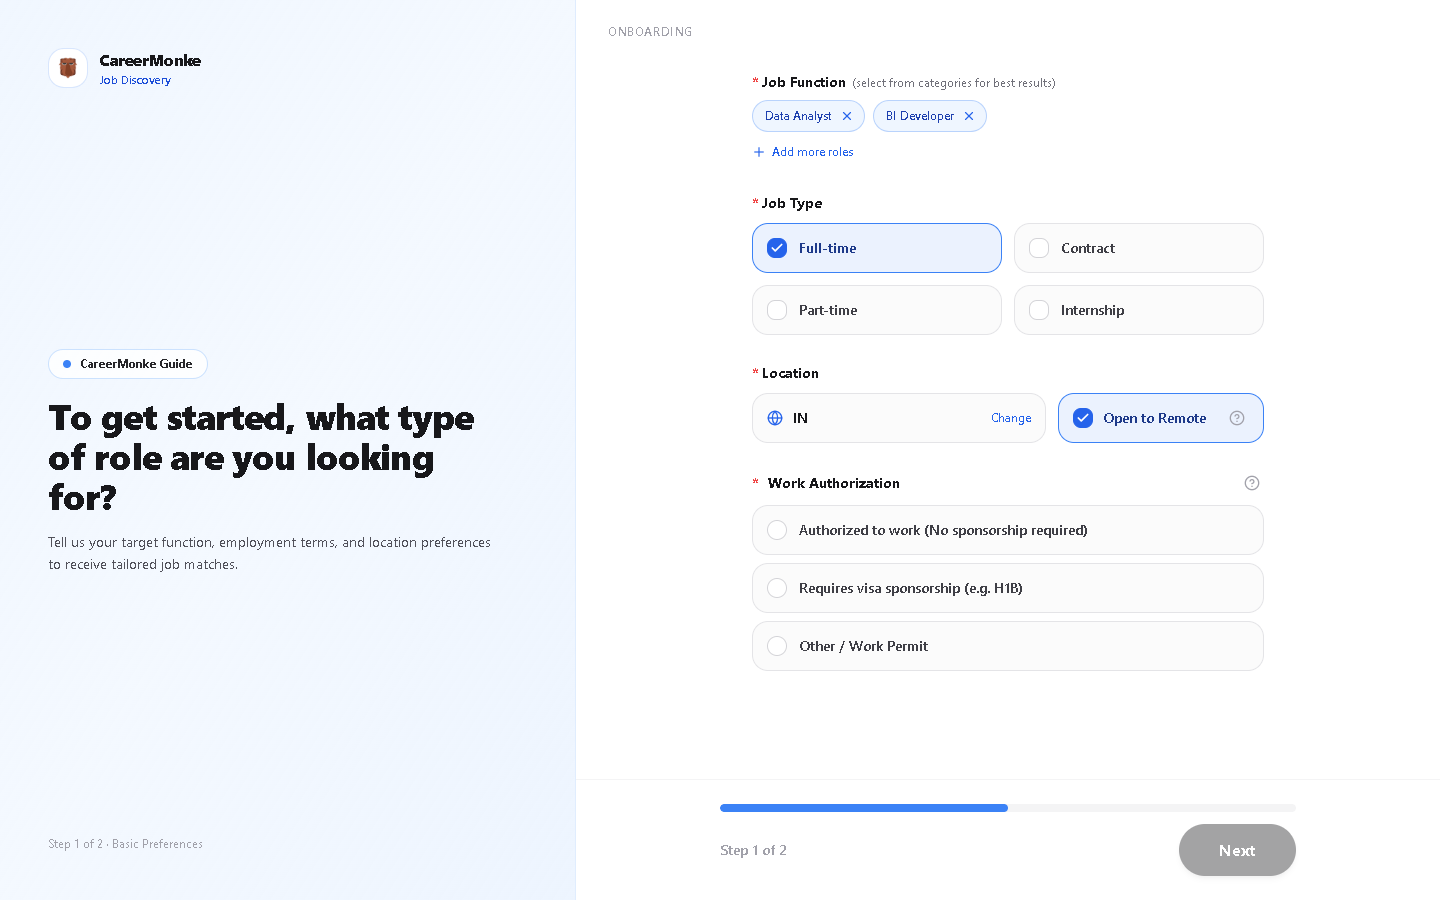 CareerMonke
Job Discovery
CareerMonke Guide
To get started, what type
of role are you looking
for?
Tell us your target function, employment terms, and location preferences
to receive tailored job matches.
Step 1 of 2 · Basic Preferences
ONBOARDING
* Job Function (select from categories for best results)
Data Analyst
BI Developer
Add more roles
* Job Type
Full-time
Contract
Part-time
Internship
* Location
IN
Change
Open to Remote
* Work Authorization
Authorized to work (No sponsorship required)
Requires visa sponsorship (e.g. H1B)
Other / Work Permit
Step 1 of 2
Next